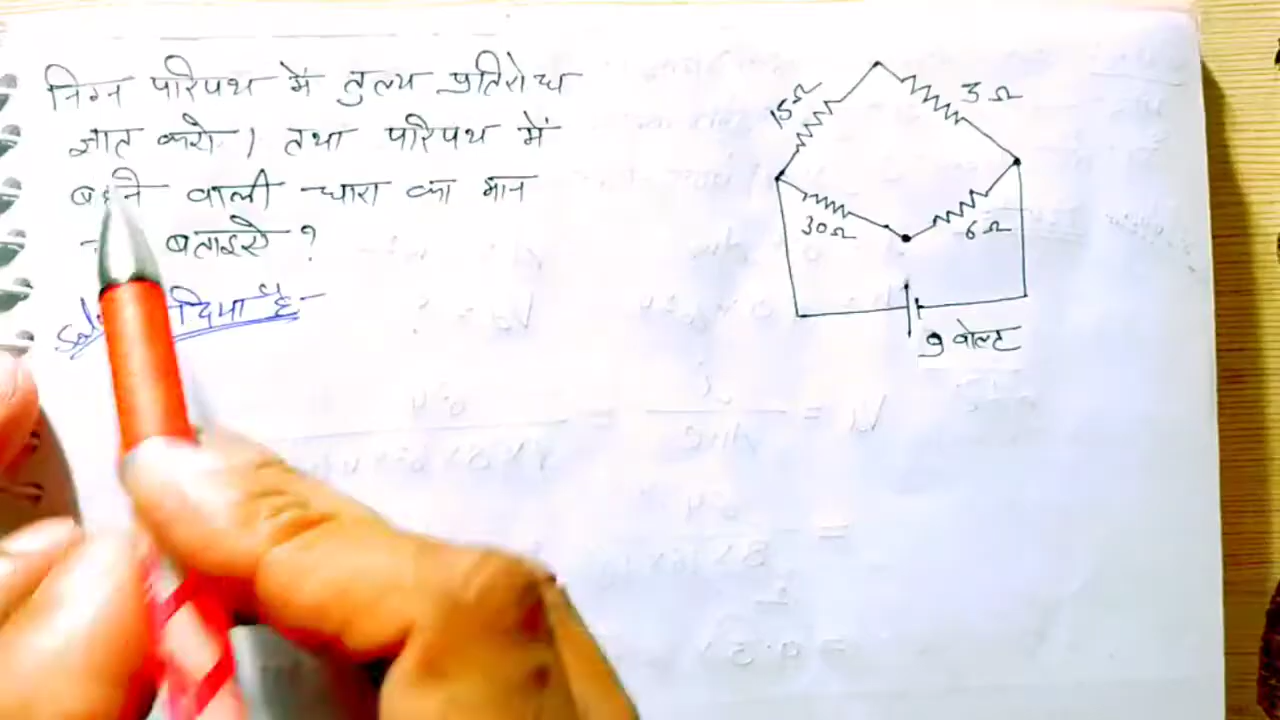 निम्न परिपथ में तुल्य प्रतिरोध
ज्ञात करो। तथा परिपथ में
बहने वाली धारा का मान
बताइये ?
दिया है-
15Ω
3Ω
30Ω
6Ω
9 वोल्ट